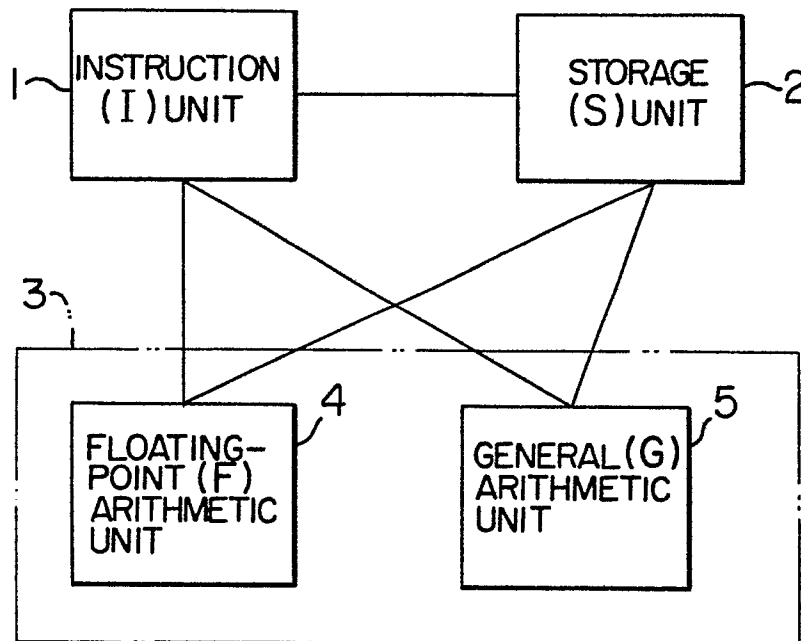 1
INSTRUCTION
(I) UNIT
STORAGE
(S) UNIT
2
3
4
FLOATING-
POINT (F)
ARITHMETIC
UNIT
5
GENERAL (G)
ARITHMETIC
UNIT